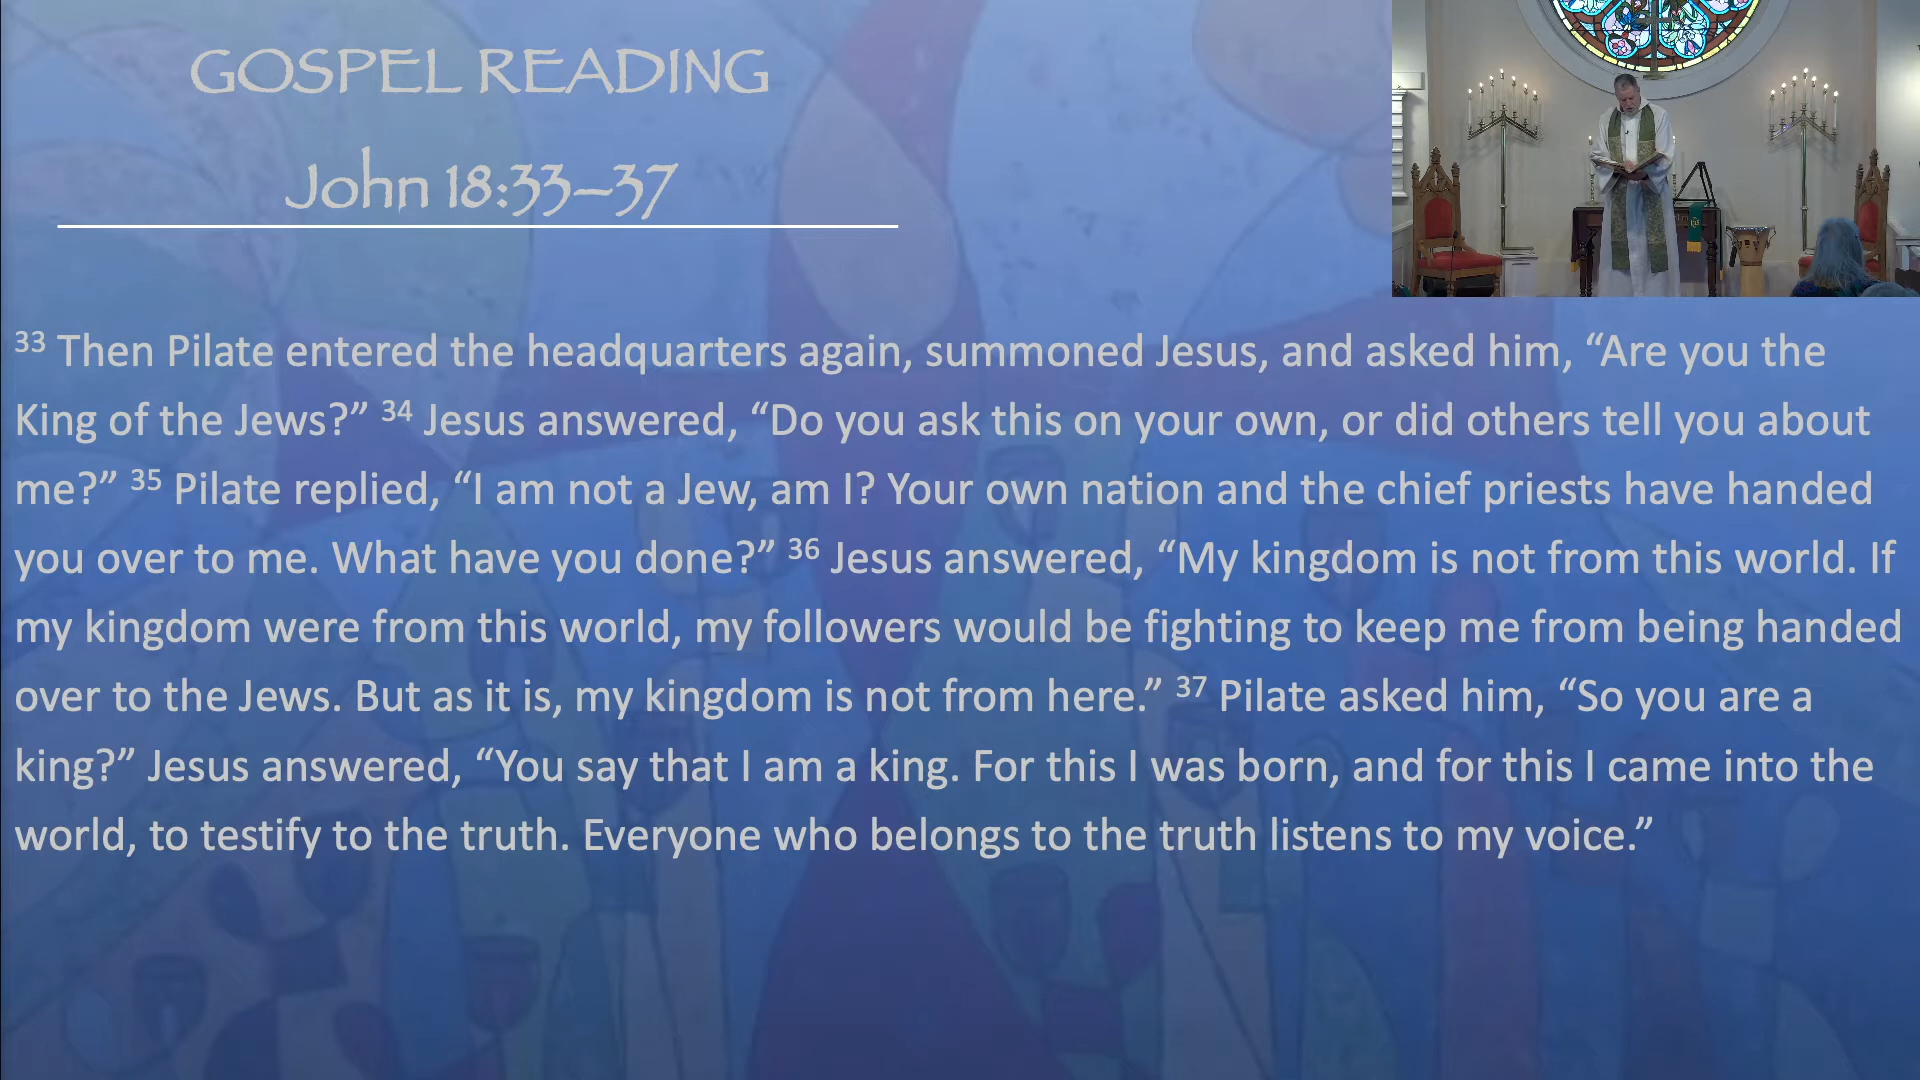 GOSPEL READING
John 18:33–37
33 Then Pilate entered the headquarters again, summoned Jesus, and asked him, “Are you the
King of the Jews?” 34 Jesus answered, “Do you ask this on your own, or did others tell you about
me?” 35 Pilate replied, “I am not a Jew, am I? Your own nation and the chief priests have handed
you over to me. What have you done?” 36 Jesus answered, “My kingdom is not from this world. If
my kingdom were from this world, my followers would be fighting to keep me from being handed
over to the Jews. But as it is, my kingdom is not from here.” 37 Pilate asked him, “So you are a
king?” Jesus answered, “You say that I am a king. For this I was born, and for this I came into the
world, to testify to the truth. Everyone who belongs to the truth listens to my voice.”